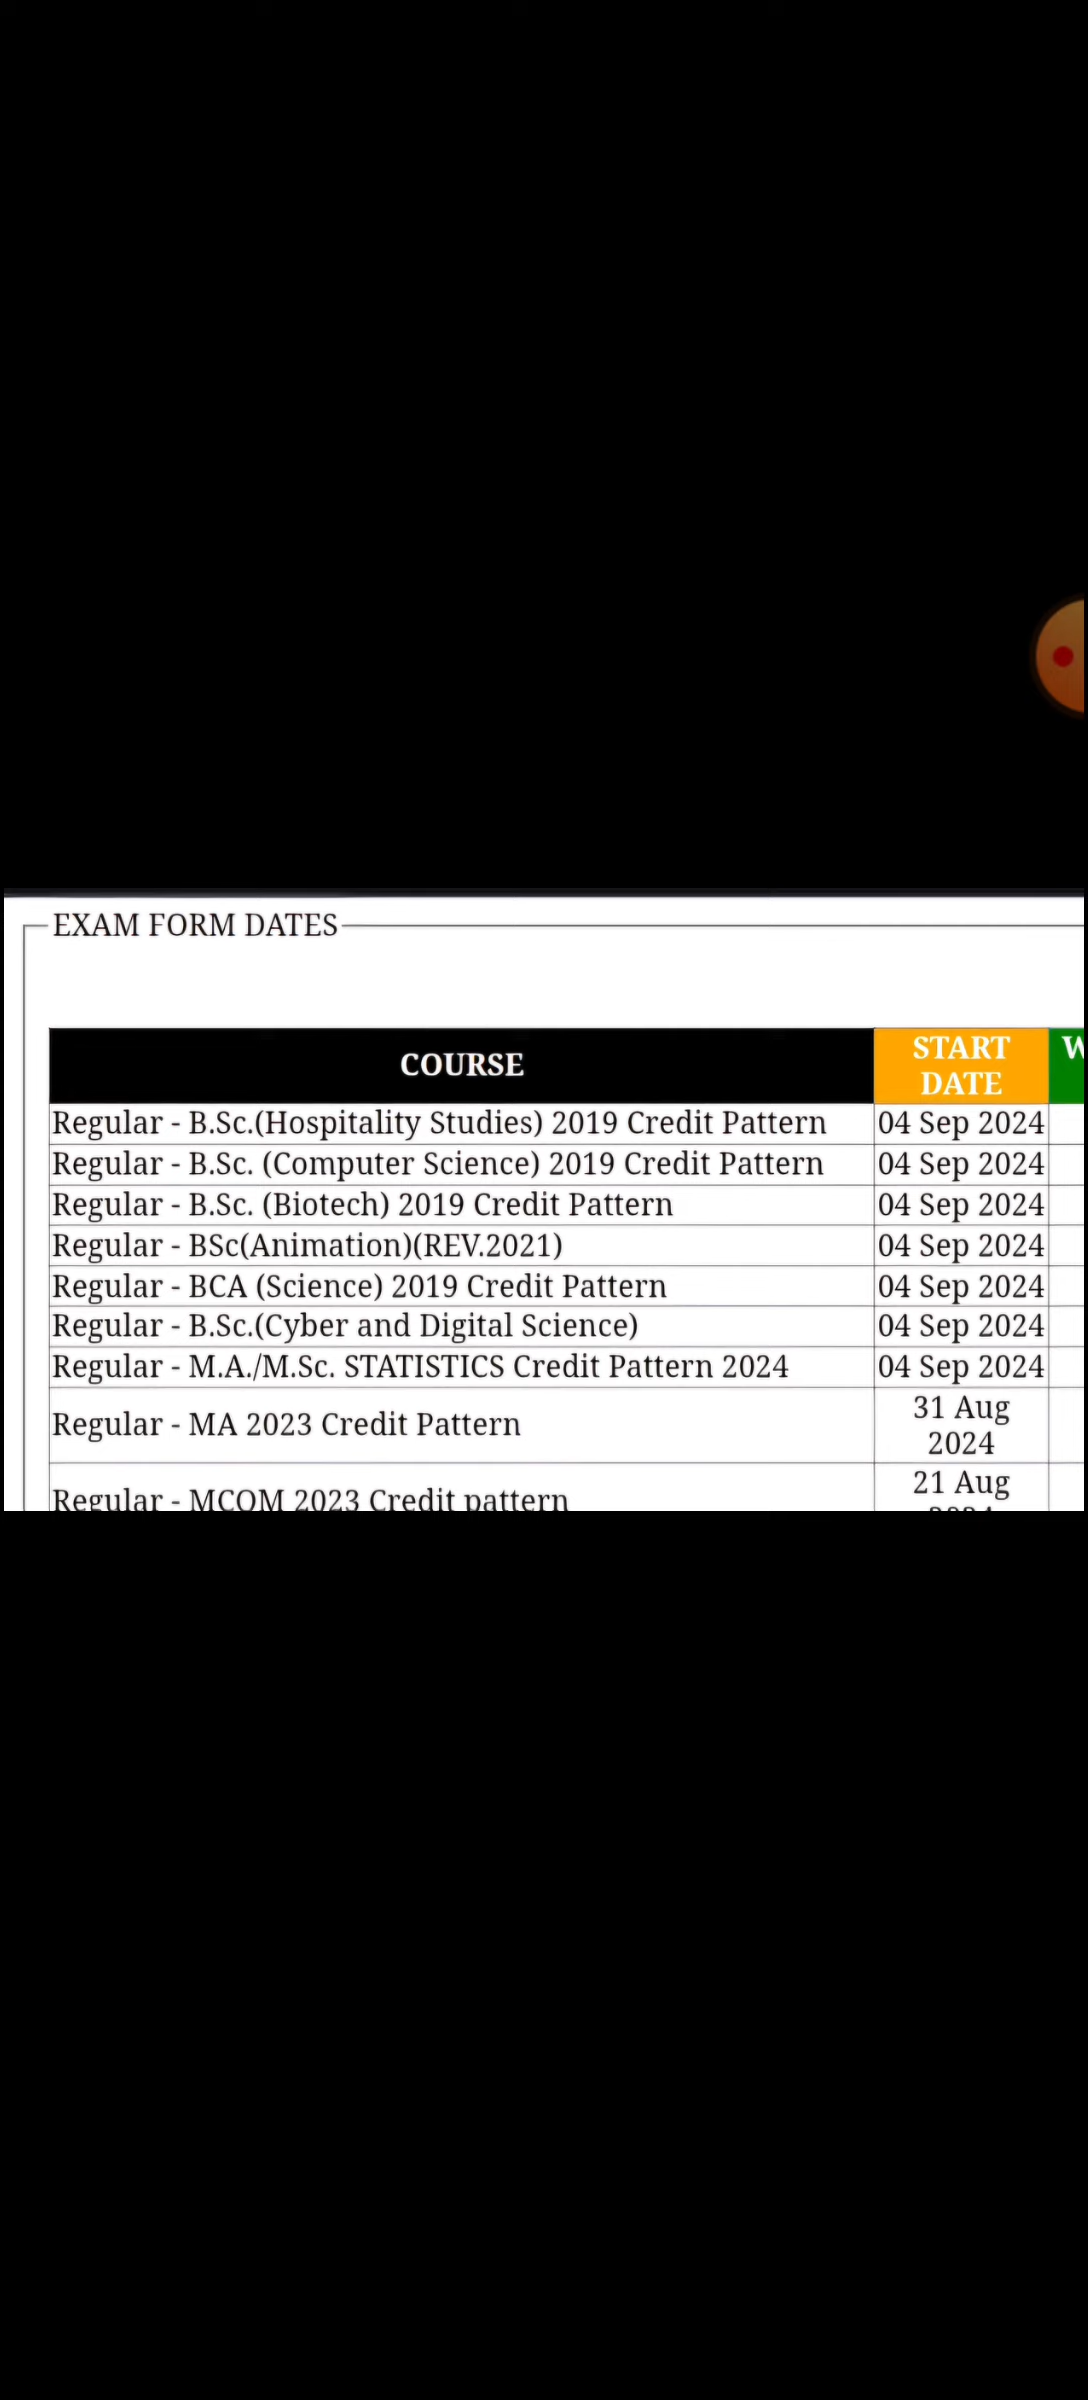 EXAM FORM DATES
COURSE START DATE W
Regular - B.Sc.(Hospitality Studies) 2019 Credit Pattern 04 Sep 2024
Regular - B.Sc. (Computer Science) 2019 Credit Pattern 04 Sep 2024
Regular - B.Sc. (Biotech) 2019 Credit Pattern 04 Sep 2024
Regular - BSc(Animation)(REV.2021) 04 Sep 2024
Regular - BCA (Science) 2019 Credit Pattern 04 Sep 2024
Regular - B.Sc.(Cyber and Digital Science) 04 Sep 2024
Regular - M.A./M.Sc. STATISTICS Credit Pattern 2024 04 Sep 2024
Regular - MA 2023 Credit Pattern 31 Aug 2024
Regular - MCOM 2023 Credit pattern 21 Aug